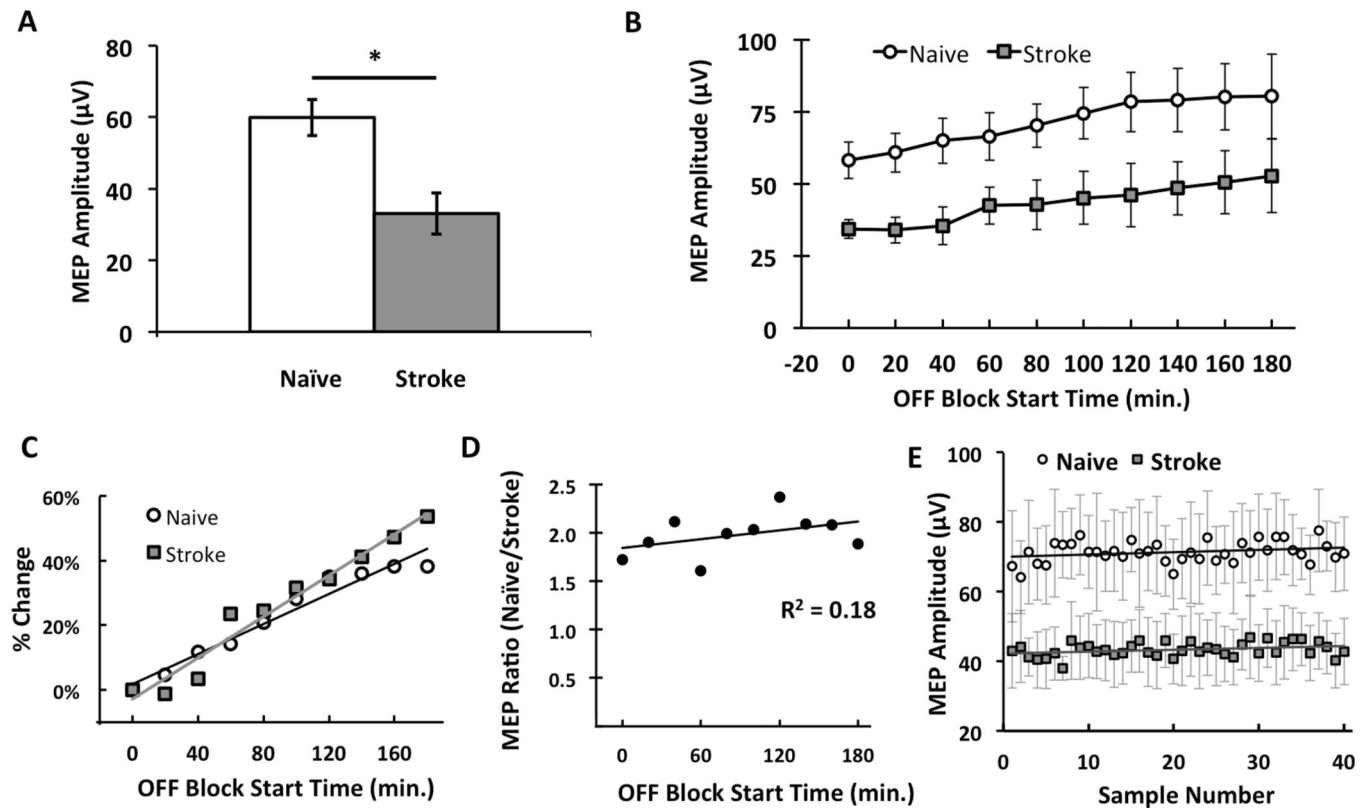 A
MEP Amplitude (µV)
80
60
40
20
0
*
Naïve
Stroke
B
Naive
Stroke
MEP Amplitude (µV)
100
75
50
25
0
-20 0 20 40 60 80 100 120 140 160 180
OFF Block Start Time (min.)
C
Naive
Stroke
% Change
60%
40%
20%
0%
0 40 80 120 160
OFF Block Start Time (min.)
D
MEP Ratio (Naïve/Stroke)
2.5
2.0
1.5
1.0
0.5
R² = 0.18
0 60 120 180
OFF Block Start Time (min.)
E
Naive
Stroke
MEP Amplitude (µV)
100
80
60
40
20
0 10 20 30 40
Sample Number